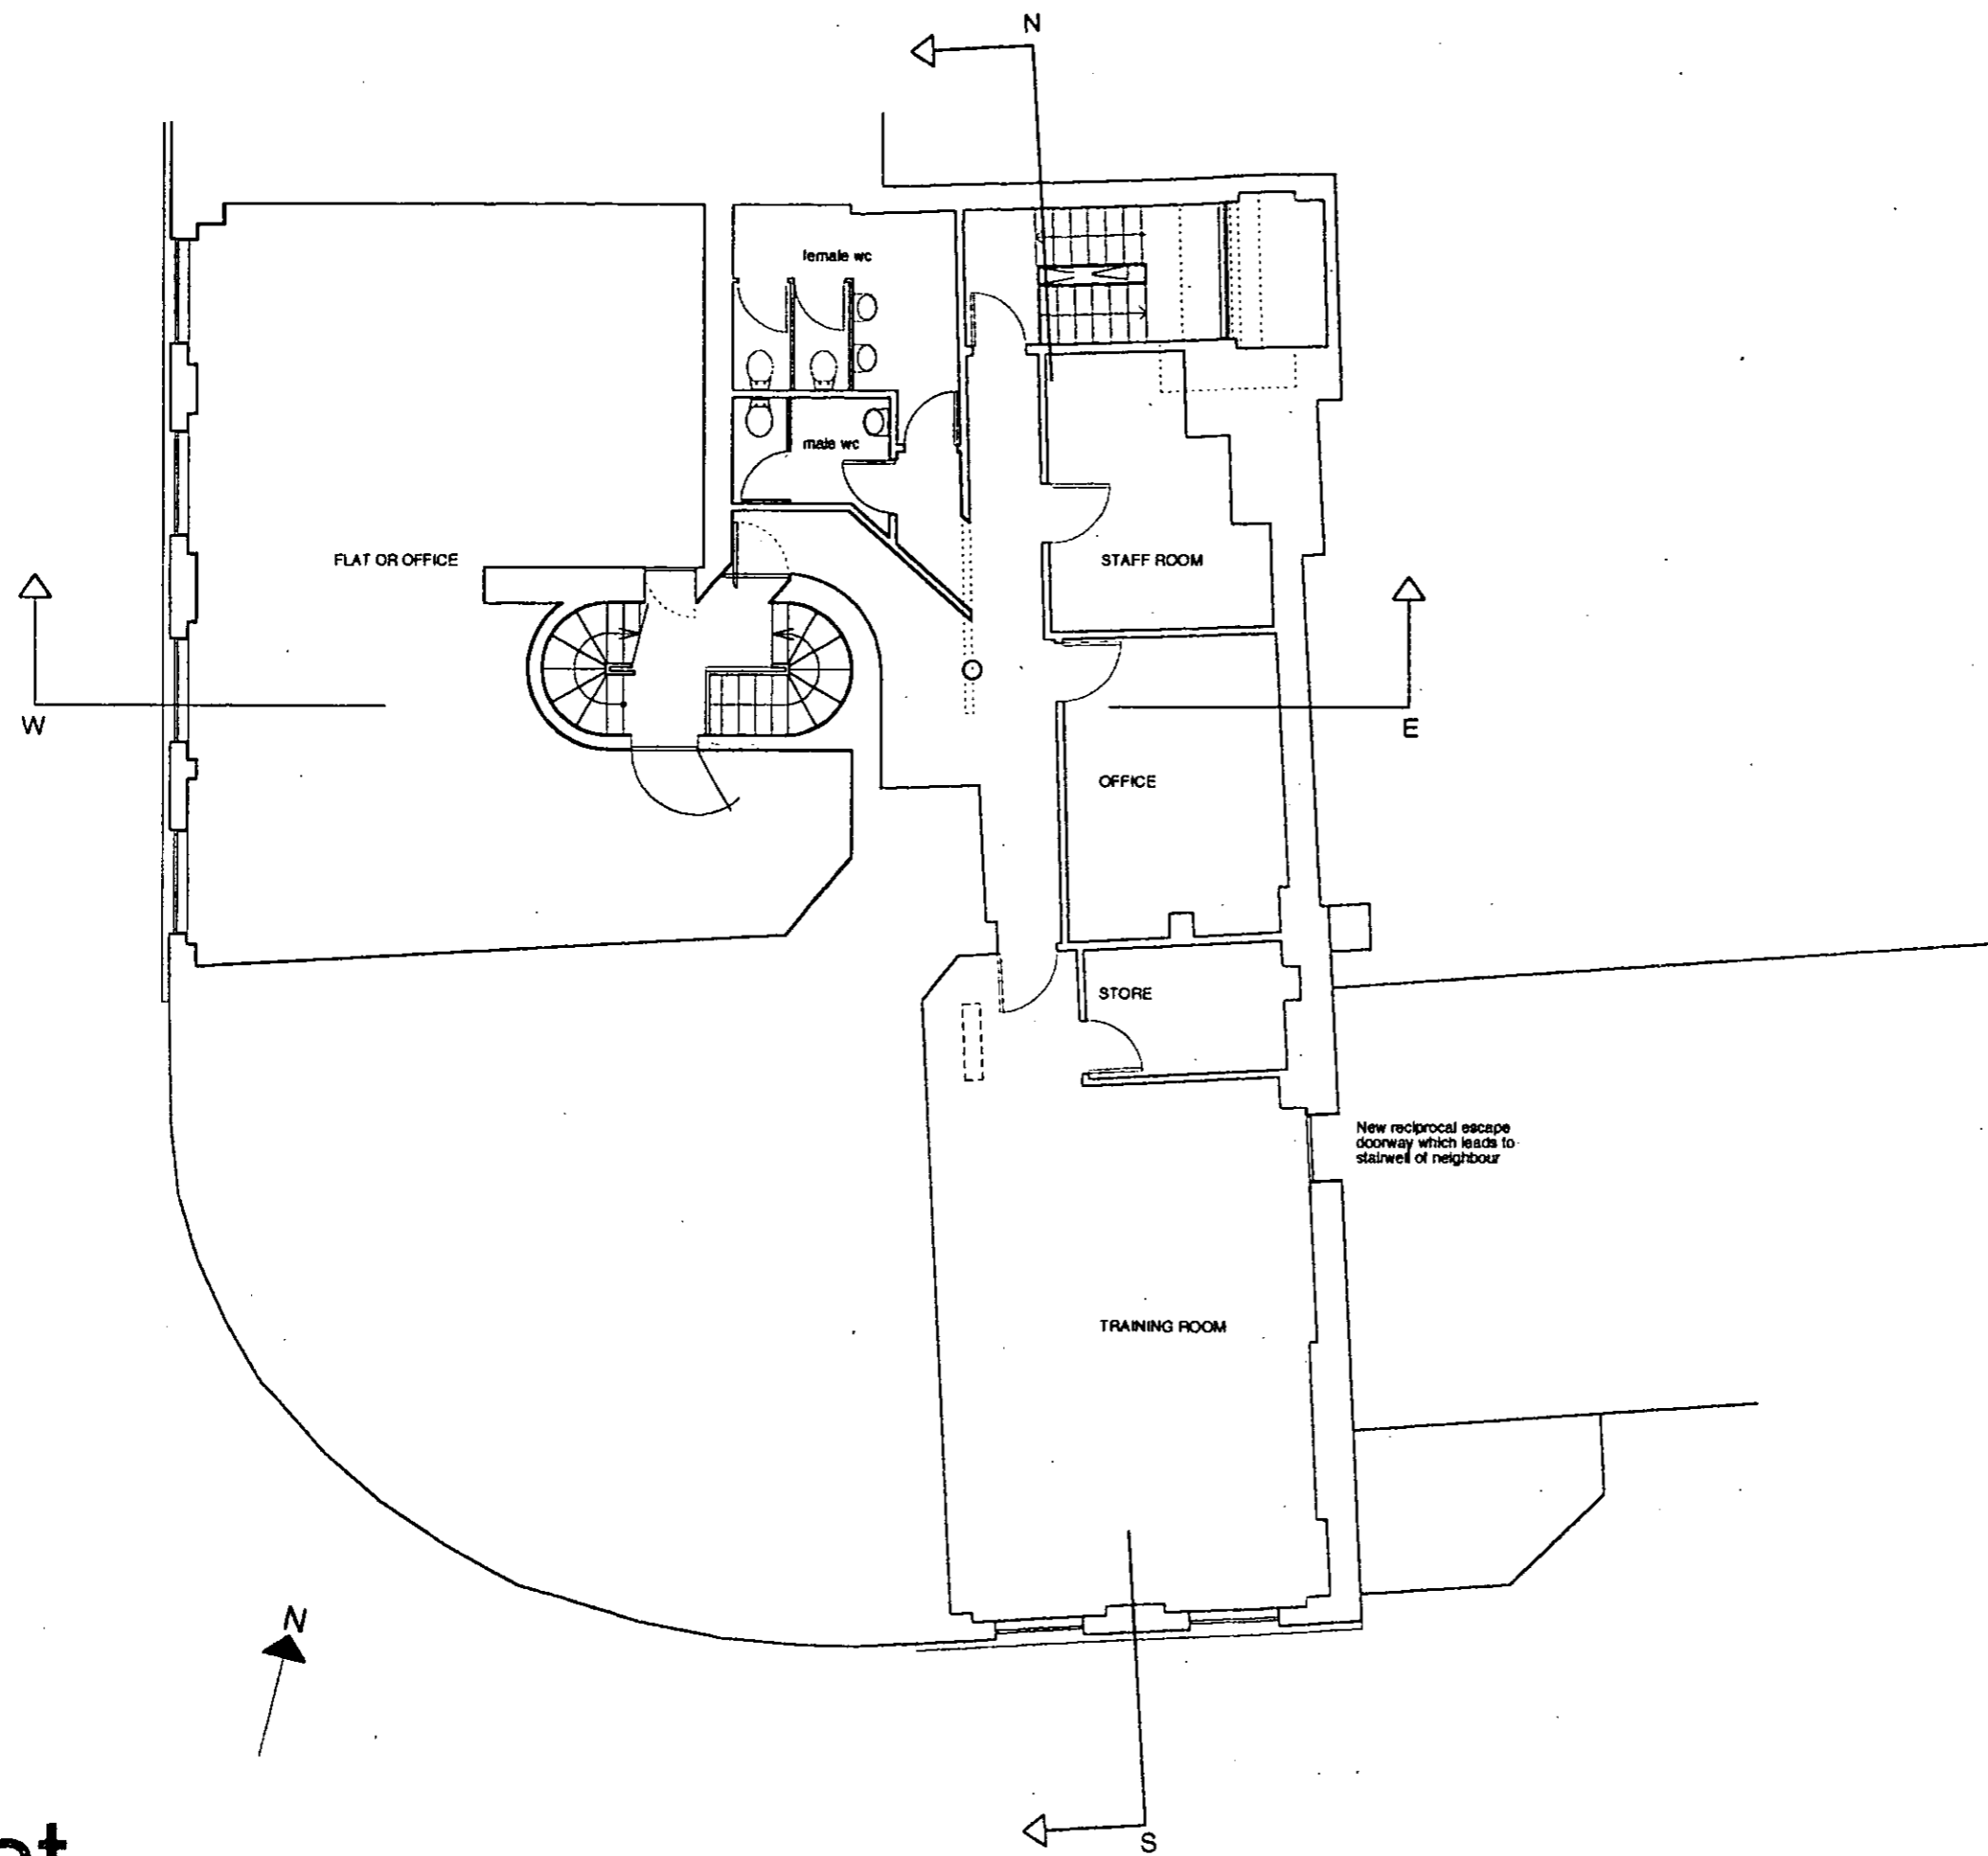 N
female wc
male wc
FLAT OR OFFICE
STAFF ROOM
W
E
OFFICE
STORE
New reciprocal escape
doorway which leads to
stairwell of neighbour
TRAINING ROOM
N
S